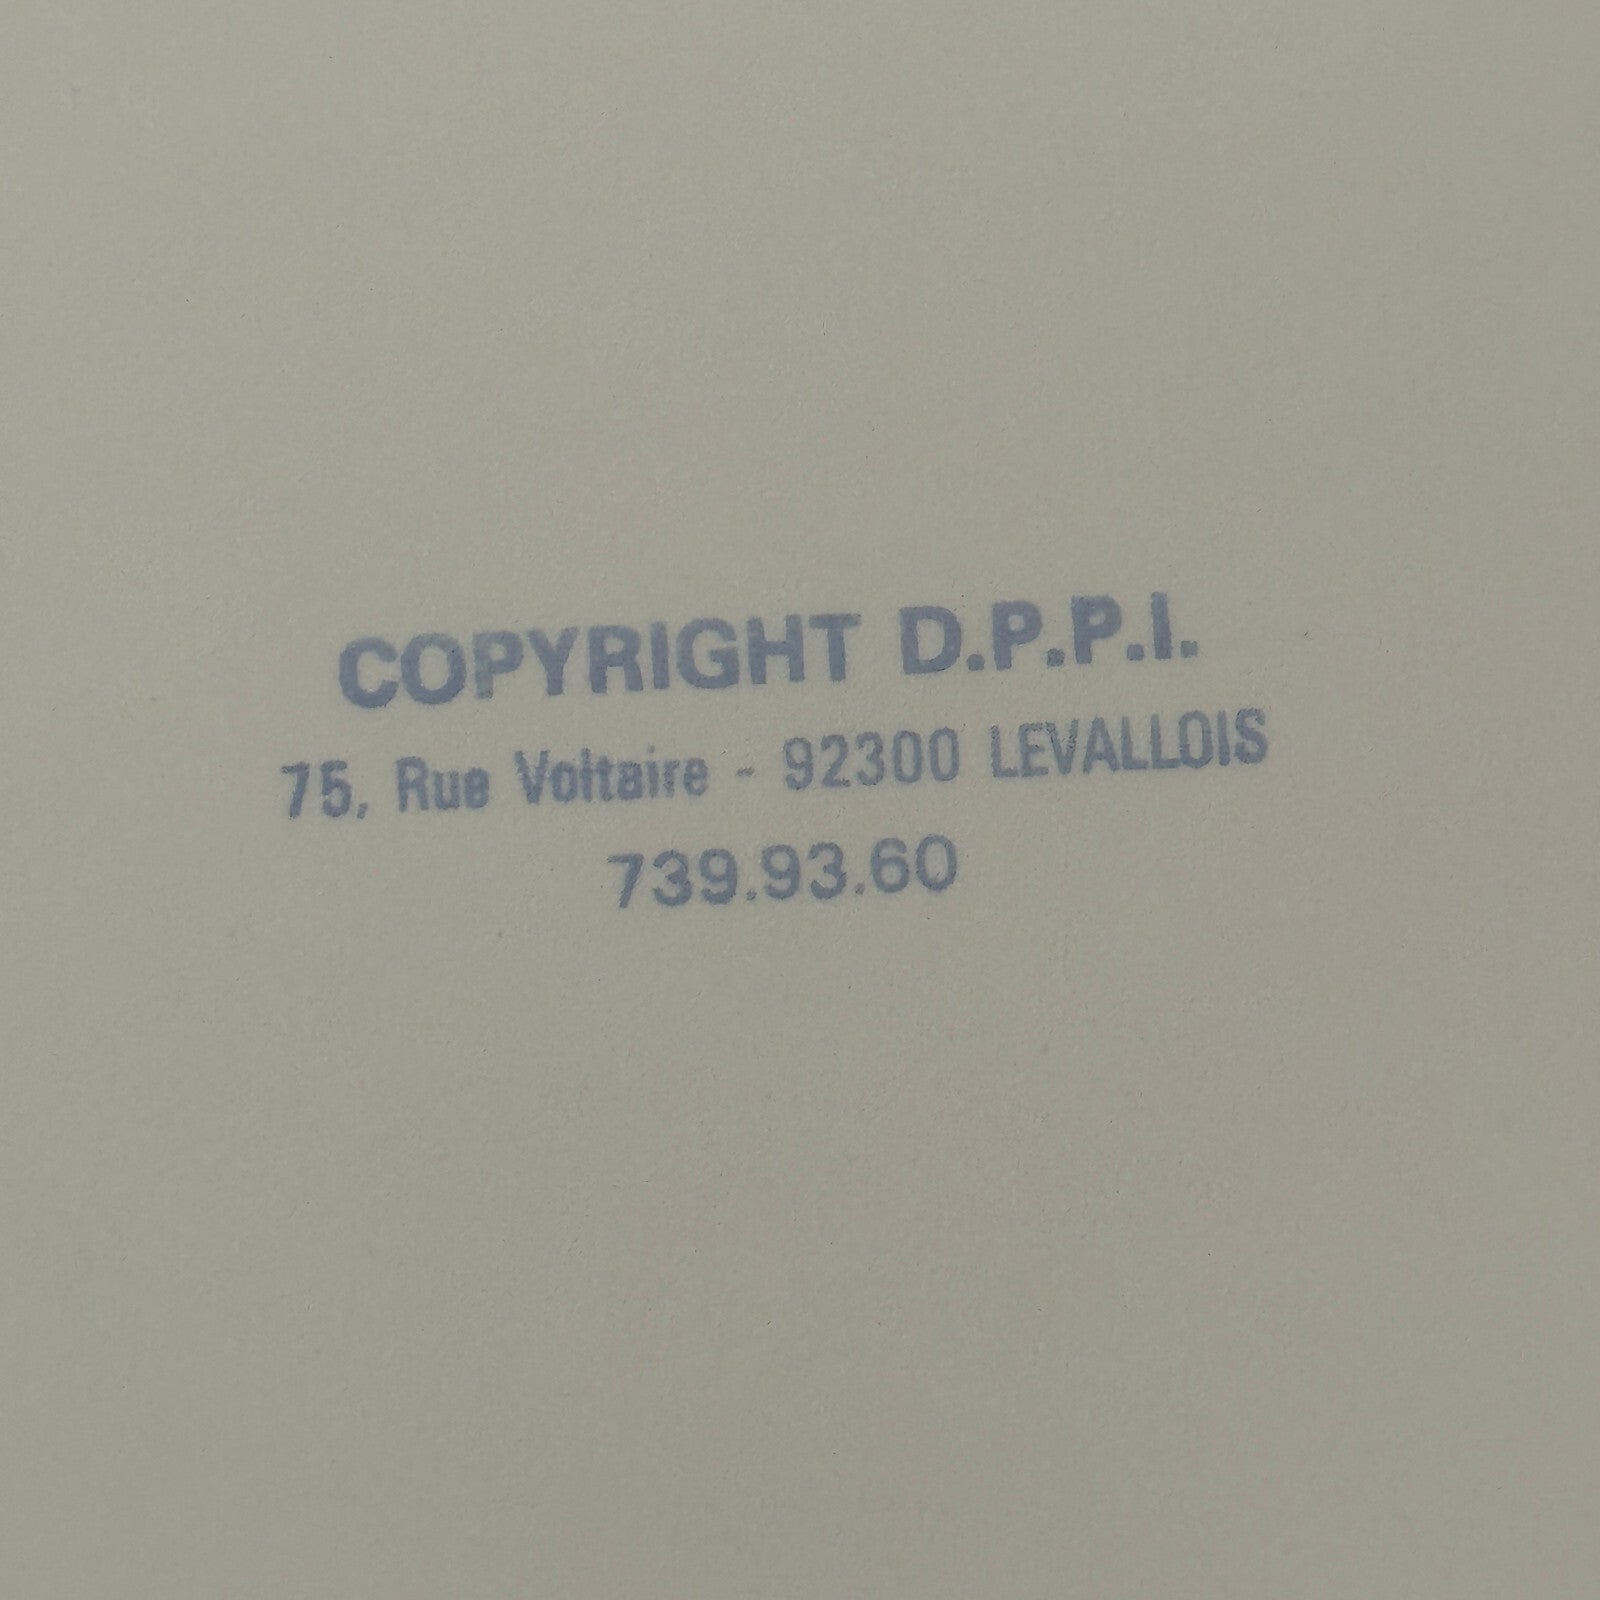 COPYRIGHT D.P.P.I.
75, Rue Voltaire - 92300 LEVALLOIS
739.93.60